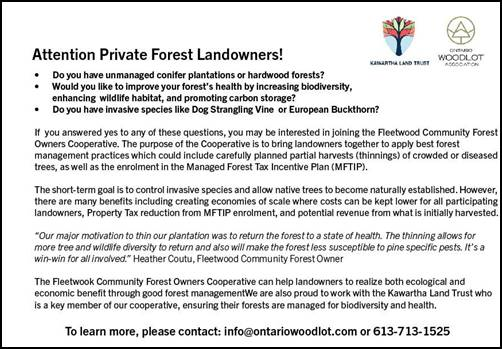 Attention Private Forest Landowners!
KAWARTHA LAND TRUST
ONTARIO
WOODLOT
ASSOCIATION
• Do you have unmanaged conifer plantations or hardwood forests?
• Would you like to improve your forest's health by increasing biodiversity,
enhancing wildlife habitat, and promoting carbon storage?
• Do you have invasive species like Dog Strangling Vine or European Buckthorn?
If you answered yes to any of these questions, you may be interested in joining the Fleetwood Community Forest
Owners Cooperative. The purpose of the Cooperative is to bring landowners together to apply best forest
management practices which could include carefully planned partial harvests (thinnings) of crowded or diseased
trees, as well as the enrolment in the Managed Forest Tax Incentive Plan (MFTIP).
The short-term goal is to control invasive species and allow native trees to become naturally established. However,
there are many benefits including creating economies of scale where costs can be kept lower for all participating
landowners, Property Tax reduction from MFTIP enrolment, and potential revenue from what is initially harvested.
"Our major motivation to thin our plantation was to return the forest to a state of health. The thinning allows for
more tree and wildlife diversity to return and also will make the forest less susceptible to pine specific pests. It's a
win-win for all involved." Heather Coutu, Fleetwood Community Forest Owner
The Fleetwook Community Forest Owners Cooperative can help landowners to realize both ecological and
economic benefit through good forest managementWe are also proud to work with the Kawartha Land Trust who
is a key member of our cooperative, ensuring their forests are managed for biodiversity and health.
To learn more, please contact: info@ontariowoodlot.com or 613-713-1525